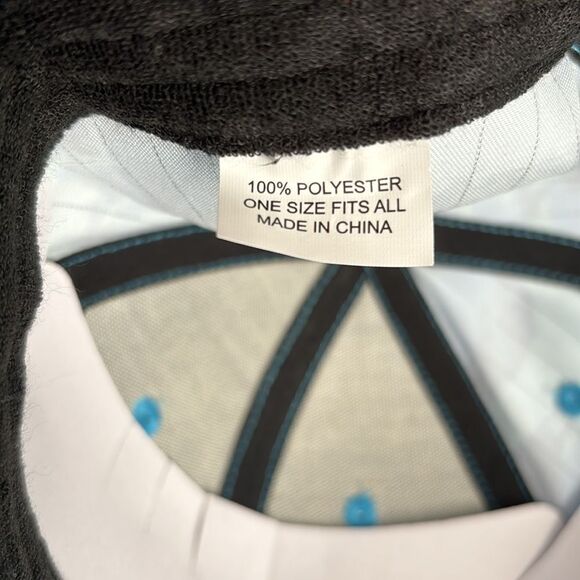 100% POLYESTER
ONE SIZE FITS ALL
MADE IN CHINA